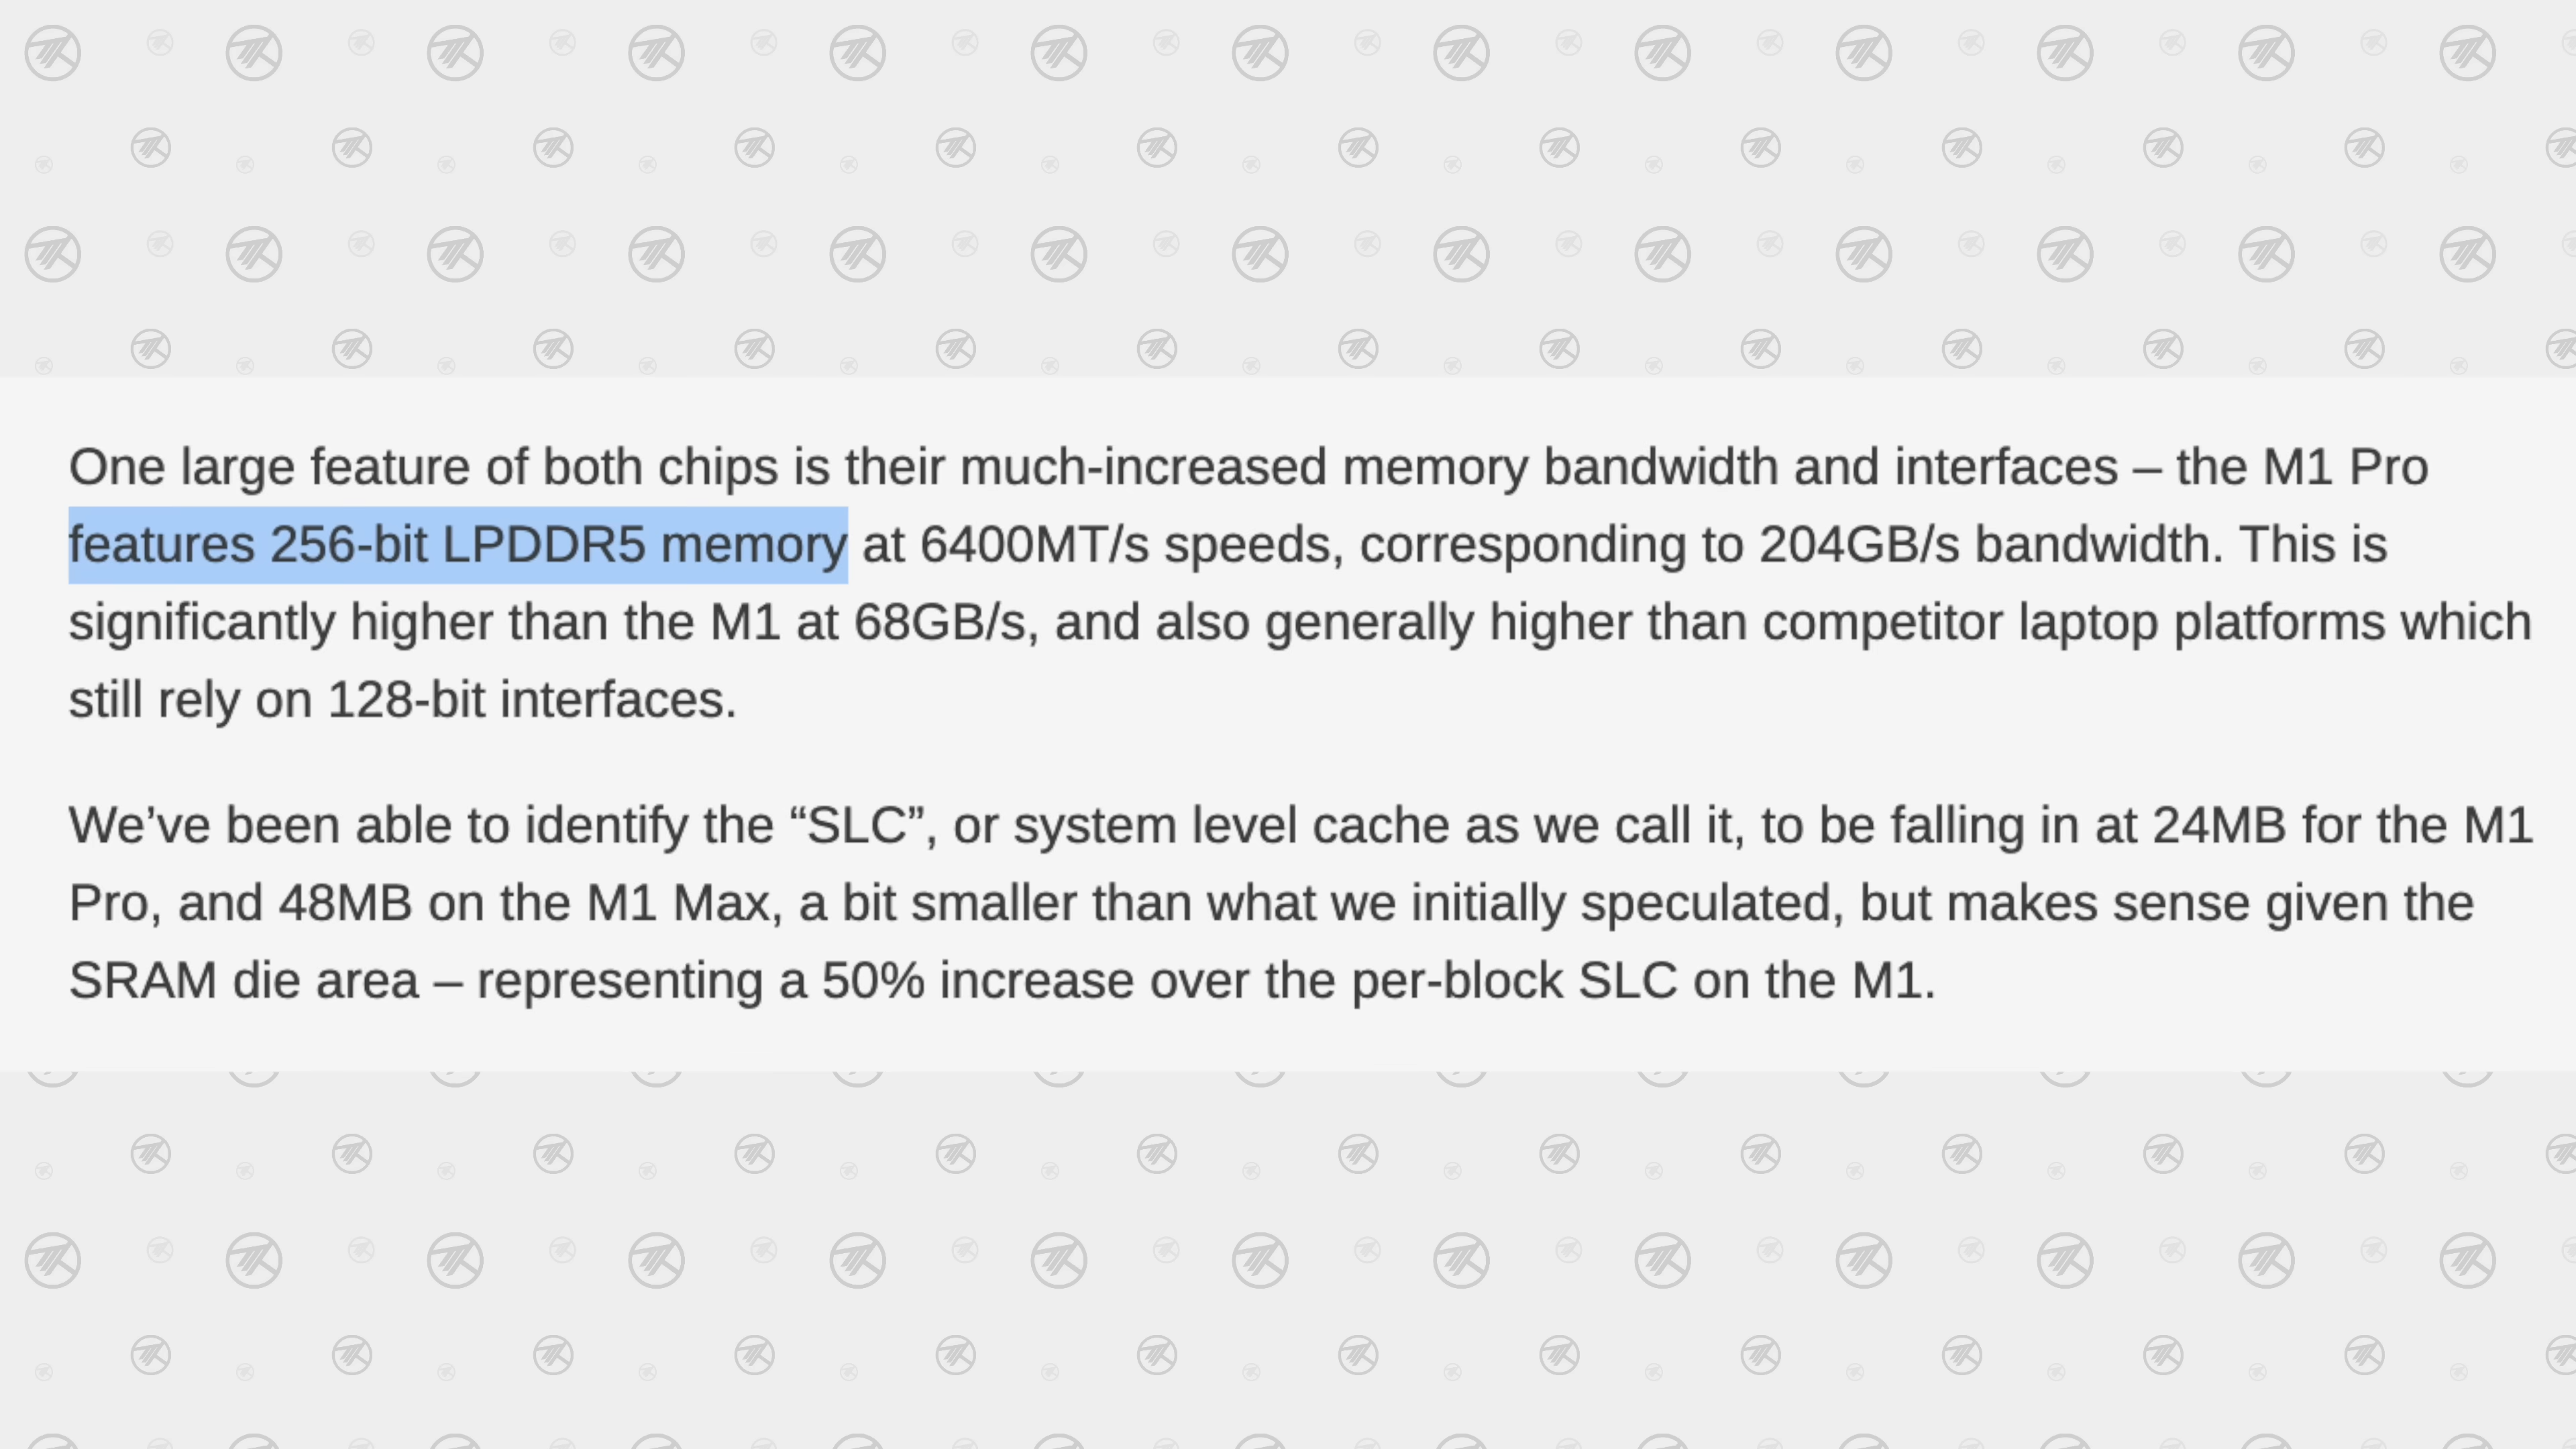 One large feature of both chips is their much-increased memory bandwidth and interfaces – the M1 Pro
features 256-bit LPDDR5 memory at 6400MT/s speeds, corresponding to 204GB/s bandwidth. This is
significantly higher than the M1 at 68GB/s, and also generally higher than competitor laptop platforms which
still rely on 128-bit interfaces.
We’ve been able to identify the “SLC”, or system level cache as we call it, to be falling in at 24MB for the M1
Pro, and 48MB on the M1 Max, a bit smaller than what we initially speculated, but makes sense given the
SRAM die area – representing a 50% increase over the per-block SLC on the M1.